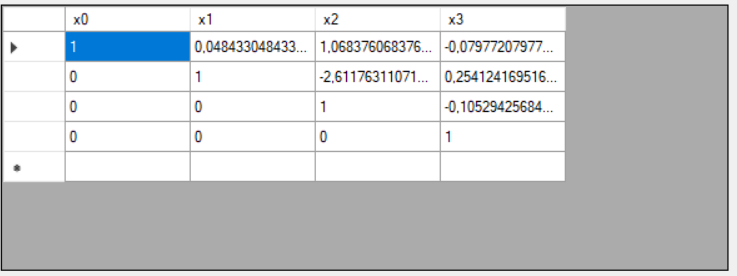 x0 x1 x2 x3
1 0,048433048433... 1,068376068376... -0,07977207977...
0 1 -2,61176311071... 0,254124169516...
0 0 1 -0,10529425684...
0 0 0 1